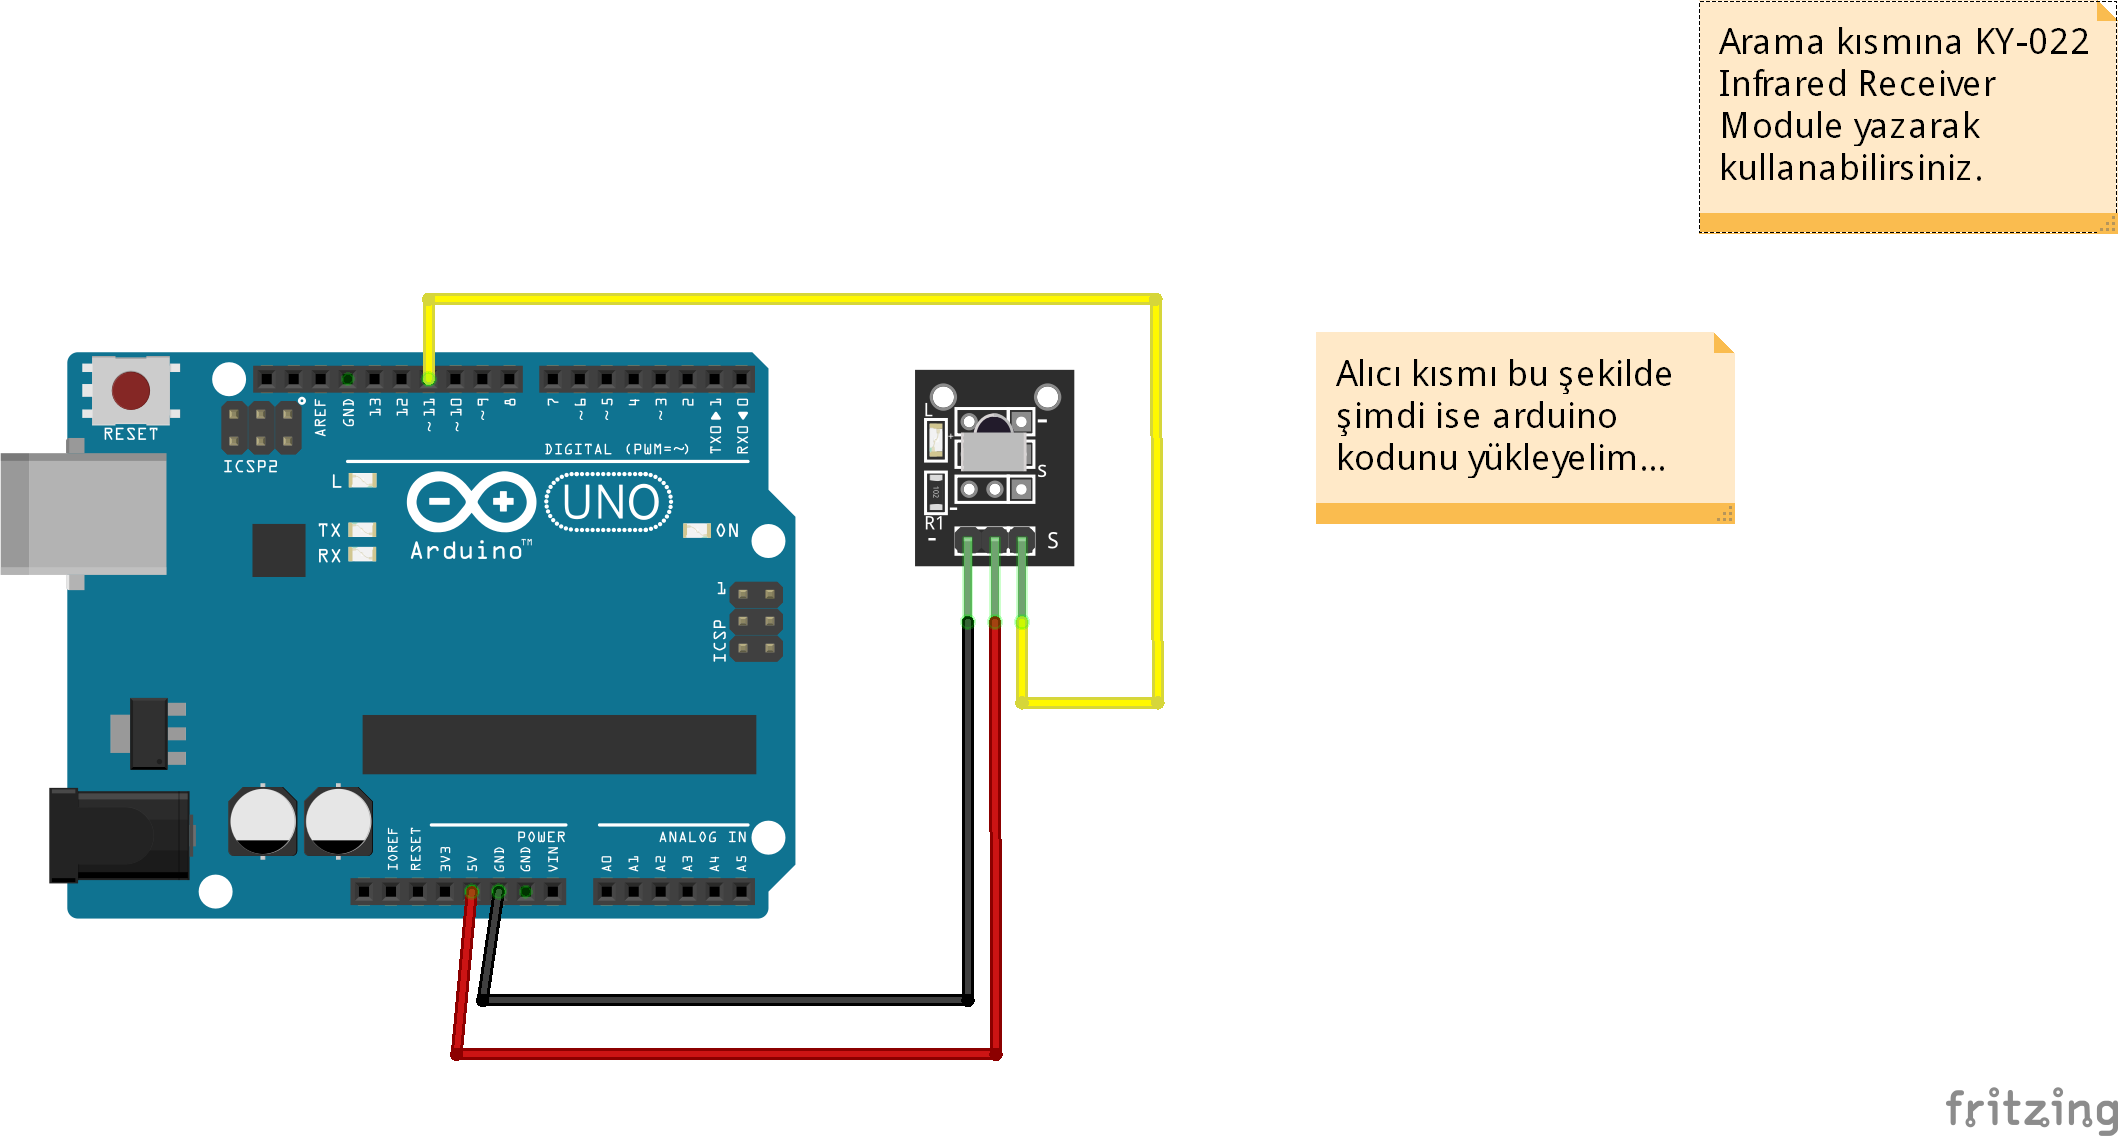 Arama kısmına KY-022
Infrared Receiver
Module yazarak
kullanabilirsiniz.
Alıcı kısmı bu şekilde
şimdi ise arduino
kodunu yükleyelim...
RESET
ICSP2
AREF
GND
13
12
~11
~10
~9
8
7
~6
~5
4
~3
2
TX0▶1
RX0◀0
DIGITAL (PWM=~)
L
TX
RX
UNO
Arduino™
ON
1
ICSP
IOREF
RESET
3V3
5V
GND
GND
VIN
POWER
ANALOG IN
A0
A1
A2
A3
A4
A5
L
+
-
S
102
-
R1
-
S
fritzing